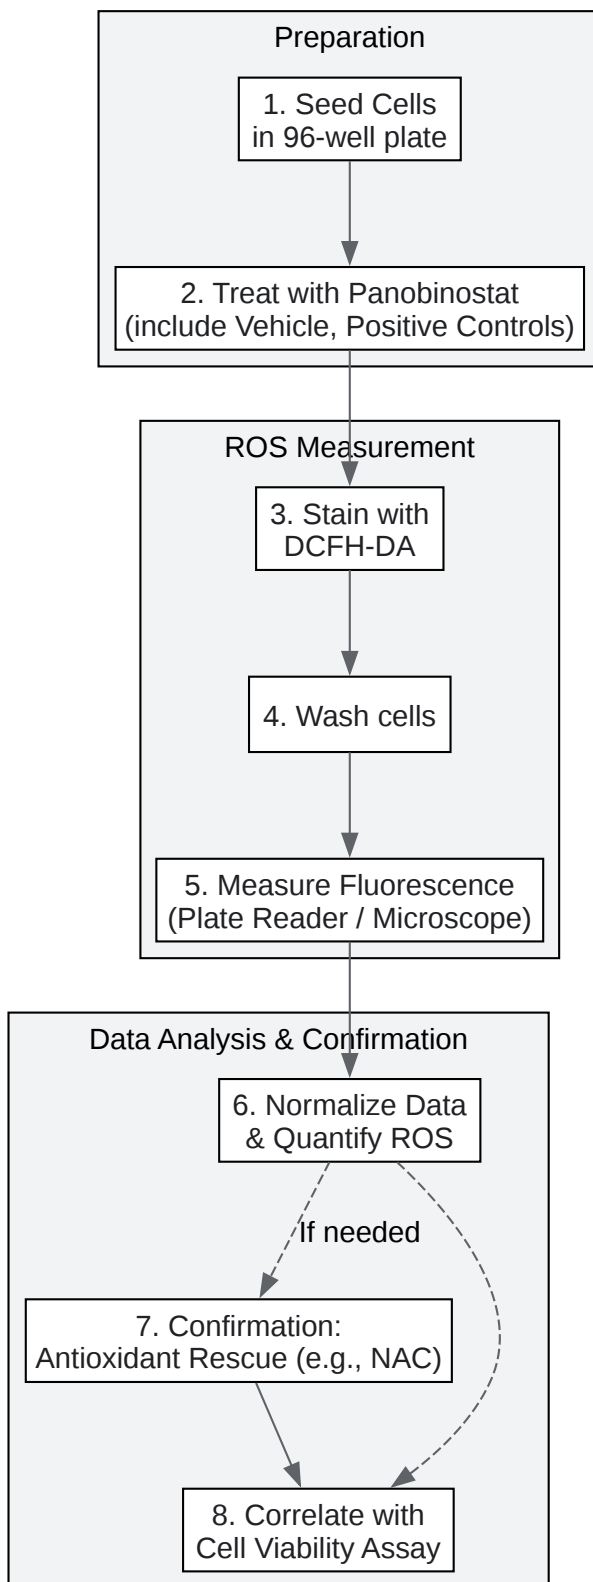 Preparation
1. Seed Cells
in 96-well plate
2. Treat with Panobinostat
(include Vehicle, Positive Controls)
ROS Measurement
3. Stain with
DCFH-DA
4. Wash cells
5. Measure Fluorescence
(Plate Reader / Microscope)
Data Analysis & Confirmation
6. Normalize Data
& Quantify ROS
If needed
7. Confirmation:
Antioxidant Rescue (e.g., NAC)
8. Correlate with
Cell Viability Assay